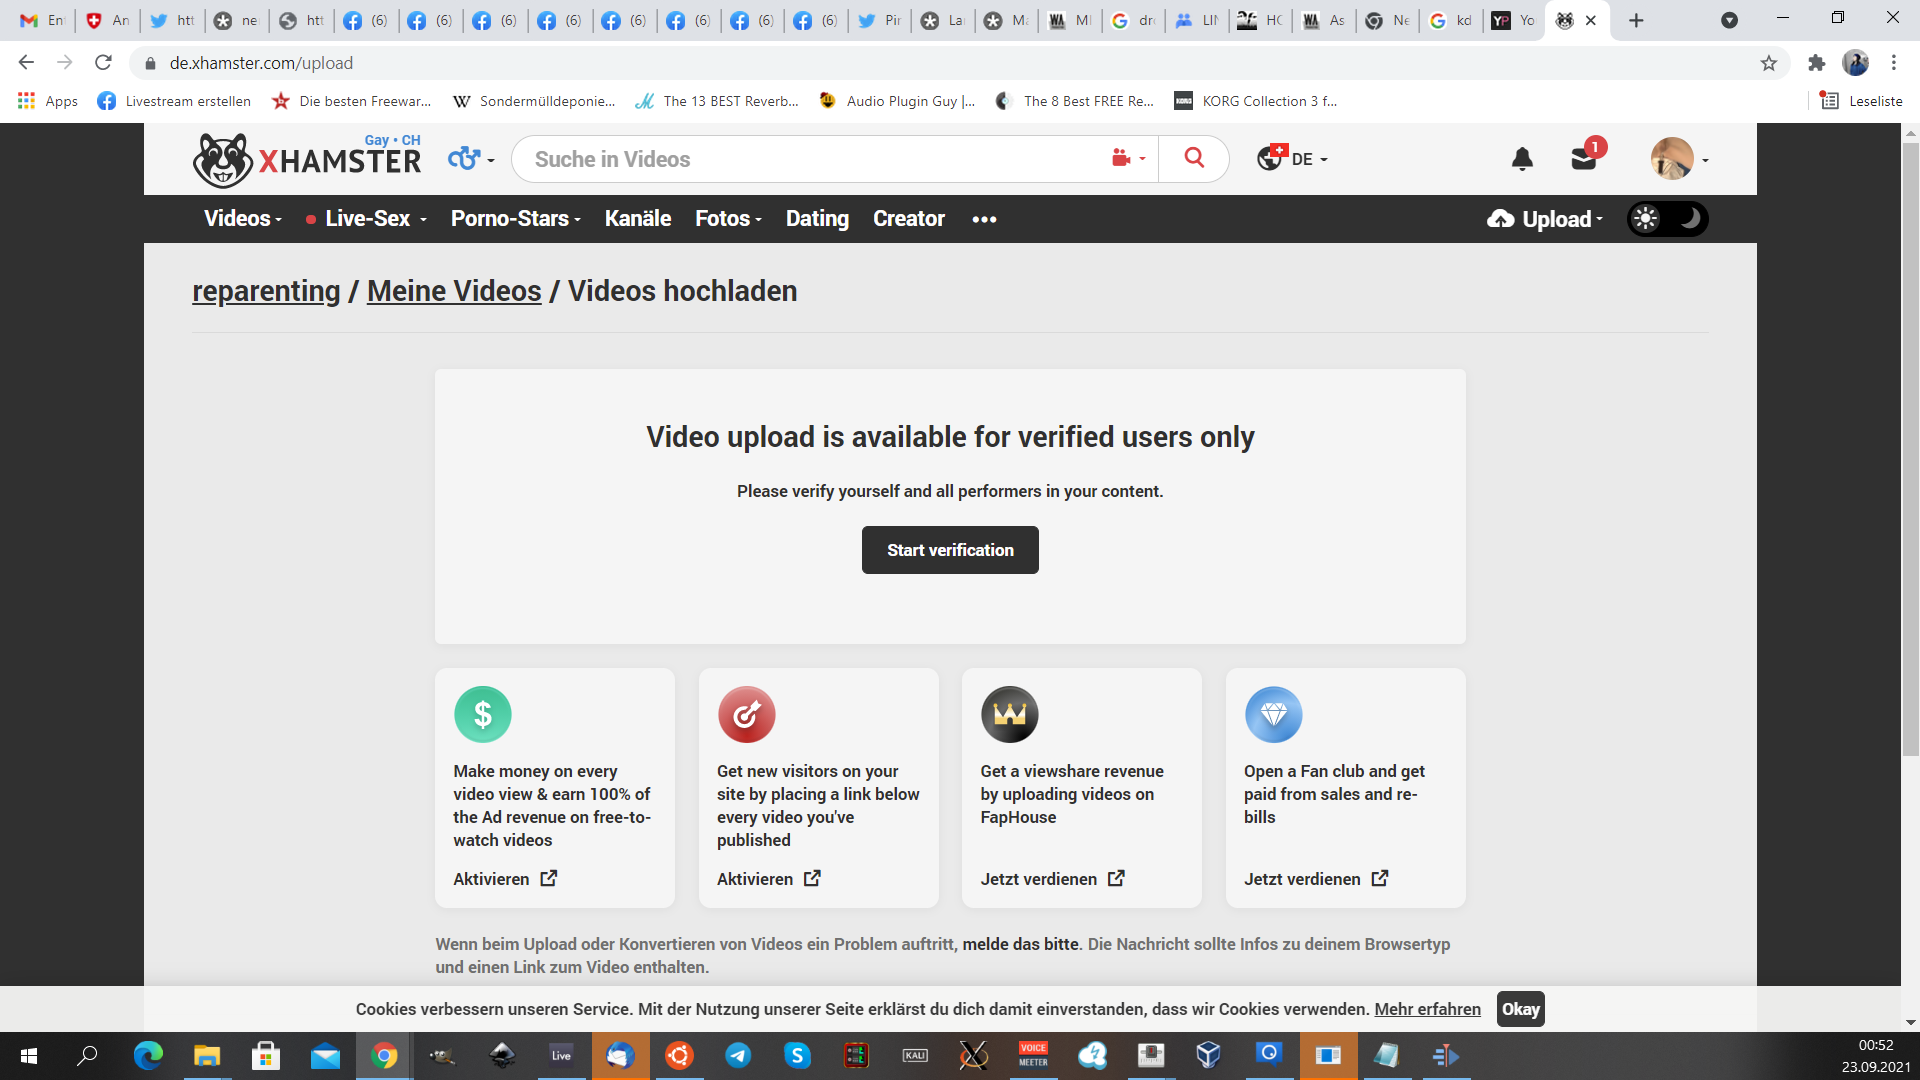 En
An
htt
ne
htt
(6)
(6)
(6)
(6)
(6)
(6)
(6)
(6)
Pin
La
Ma
MI
dro
LIN
HO
As
Ne
kd
Yo
de.xhamster.com/upload
Apps
Livestream erstellen
Die besten Freewar...
Sondermülldeponie...
The 13 BEST Reverb...
Audio Plugin Guy |...
The 8 Best FREE Re...
KORG Collection 3 f...
Leseliste
Gay • CH
XHAMSTER
Suche in Videos
DE
1
Videos
Live-Sex
Porno-Stars
Kanäle
Fotos
Dating
Creator
Upload
reparenting / Meine Videos / Videos hochladen
Video upload is available for verified users only
Please verify yourself and all performers in your content.
Start verification
Make money on every
video view & earn 100% of
the Ad revenue on free-to-
watch videos
Aktivieren
Get new visitors on your
site by placing a link below
every video you've
published
Aktivieren
Get a viewshare revenue
by uploading videos on
FapHouse
Jetzt verdienen
Open a Fan club and get
paid from sales and re-
bills
Jetzt verdienen
Wenn beim Upload oder Konvertieren von Videos ein Problem auftritt, melde das bitte. Die Nachricht sollte Infos zu deinem Browsertyp
und einen Link zum Video enthalten.
Cookies verbessern unseren Service. Mit der Nutzung unserer Seite erklärst du dich damit einverstanden, dass wir Cookies verwenden. Mehr erfahren
Okay
Live
KALI
VOICE
MEETER
00:52
23.09.2021